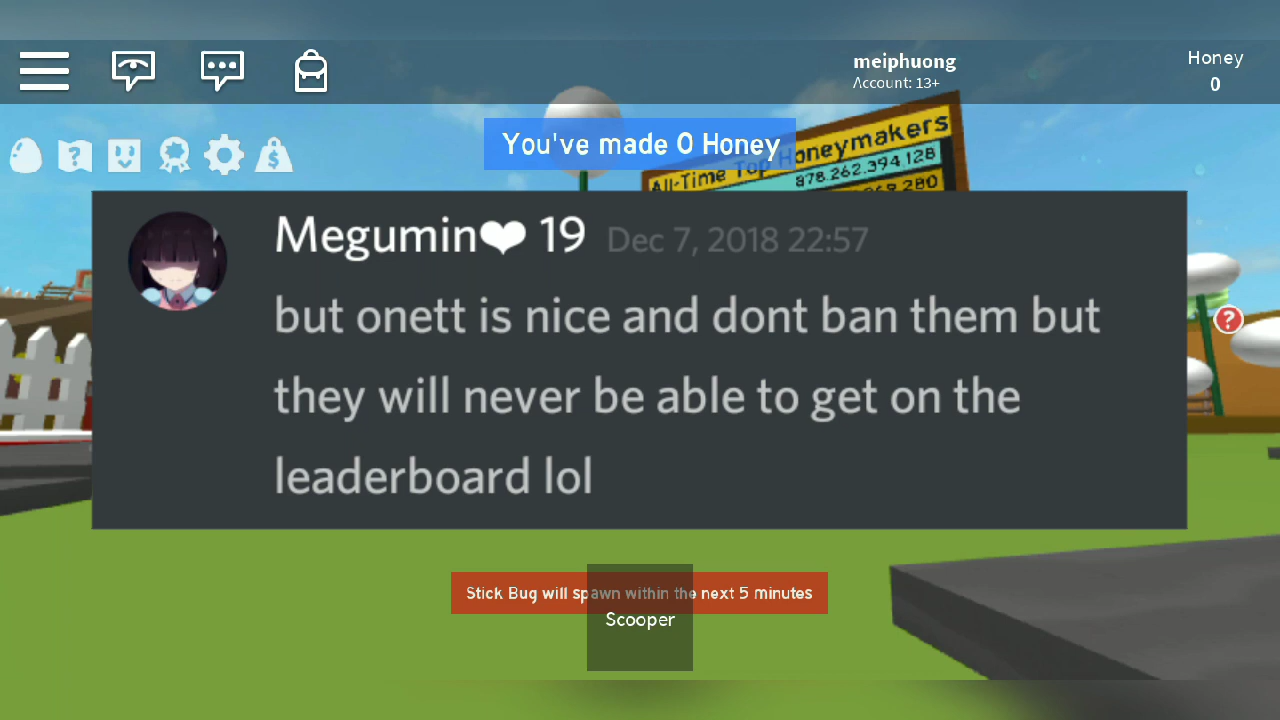 meiphuong
Account: 13+
Honey
0
You've made 0 Honey
All-Time Top Honeymakers
878.262.394.128
Megumin❤ 19 Dec 7, 2018 22:57
but onett is nice and dont ban them but
they will never be able to get on the
leaderboard lol
Stick Bug will spawn within the next 5 minutes
Scooper